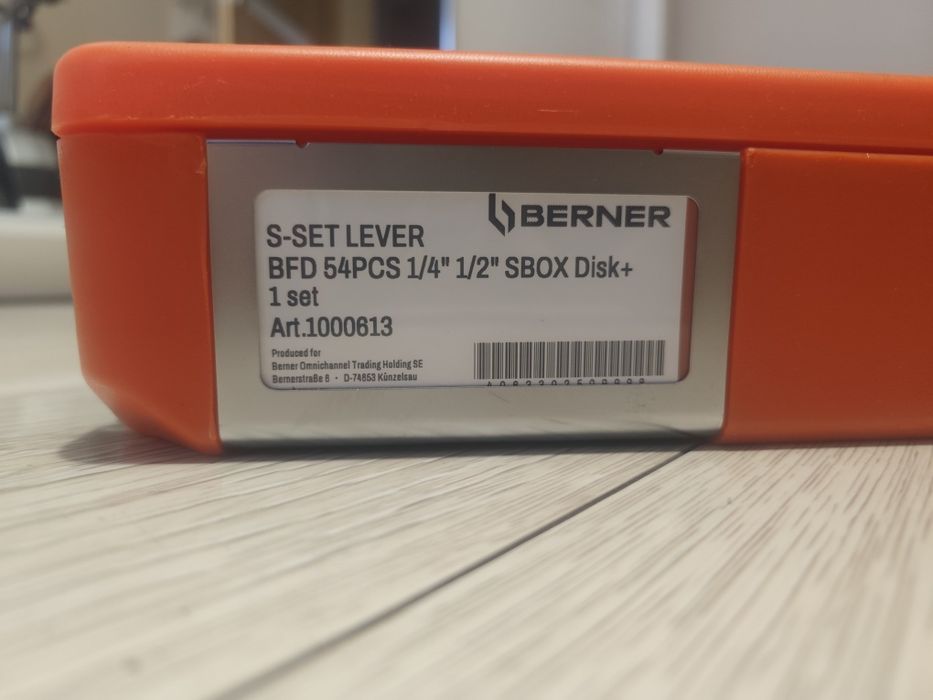 BERNER
S-SET LEVER
BFD 54PCS 1/4" 1/2" SBOX Disk+
1 set
Art.1000613
Produced for
Berner Omnichannel Trading Holding SE
Bernerstraße 6 • D-74653 Künzelsau